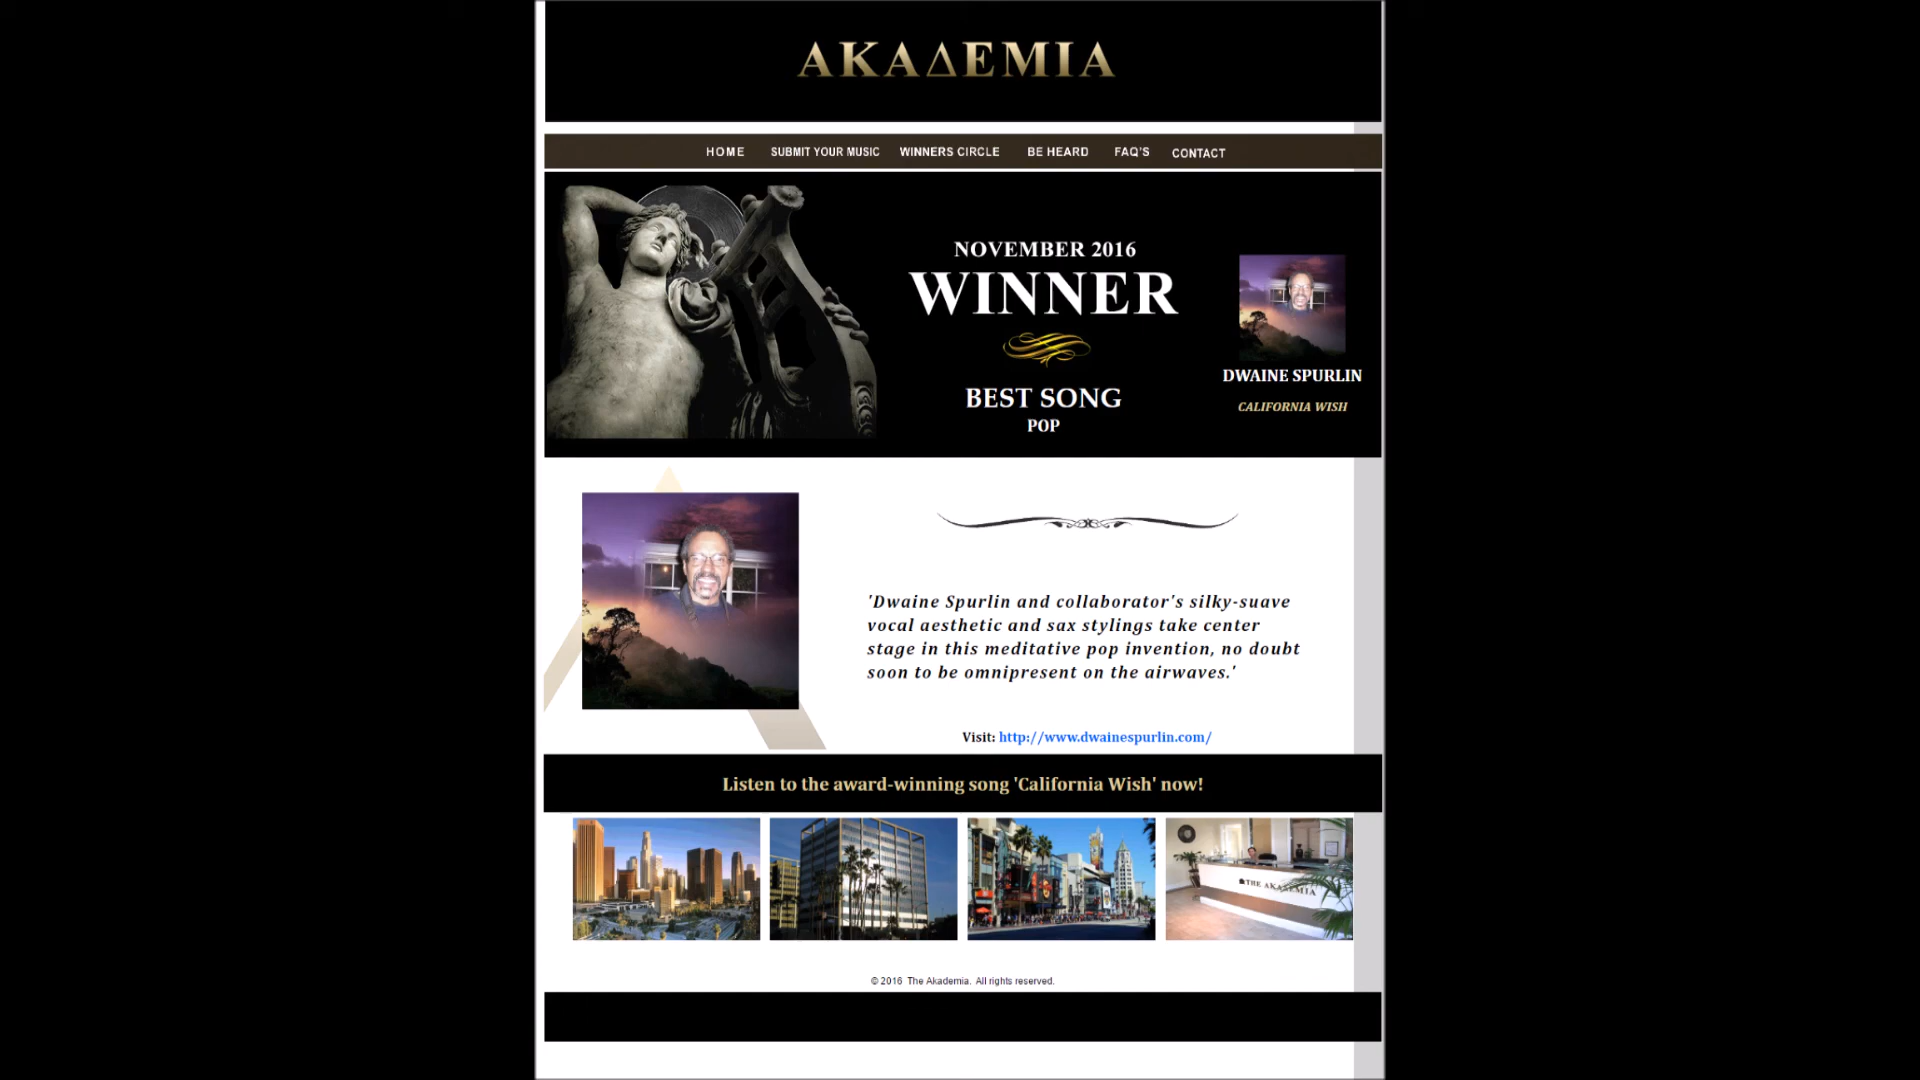 ΑΚΑΔΕΜΙΑ
HOME SUBMIT YOUR MUSIC WINNERS CIRCLE BE HEARD FAQ'S CONTACT
NOVEMBER 2016
WINNER
BEST SONG
POP
DWAINE SPURLIN
CALIFORNIA WISH
'Dwaine Spurlin and collaborator's silky-suave
vocal aesthetic and sax stylings take center
stage in this meditative pop invention, no doubt
soon to be omnipresent on the airwaves.'
Visit: http://www.dwainespurlin.com/
Listen to the award-winning song 'California Wish' now!
THE AKADEMIA
© 2016 The Akademia. All rights reserved.